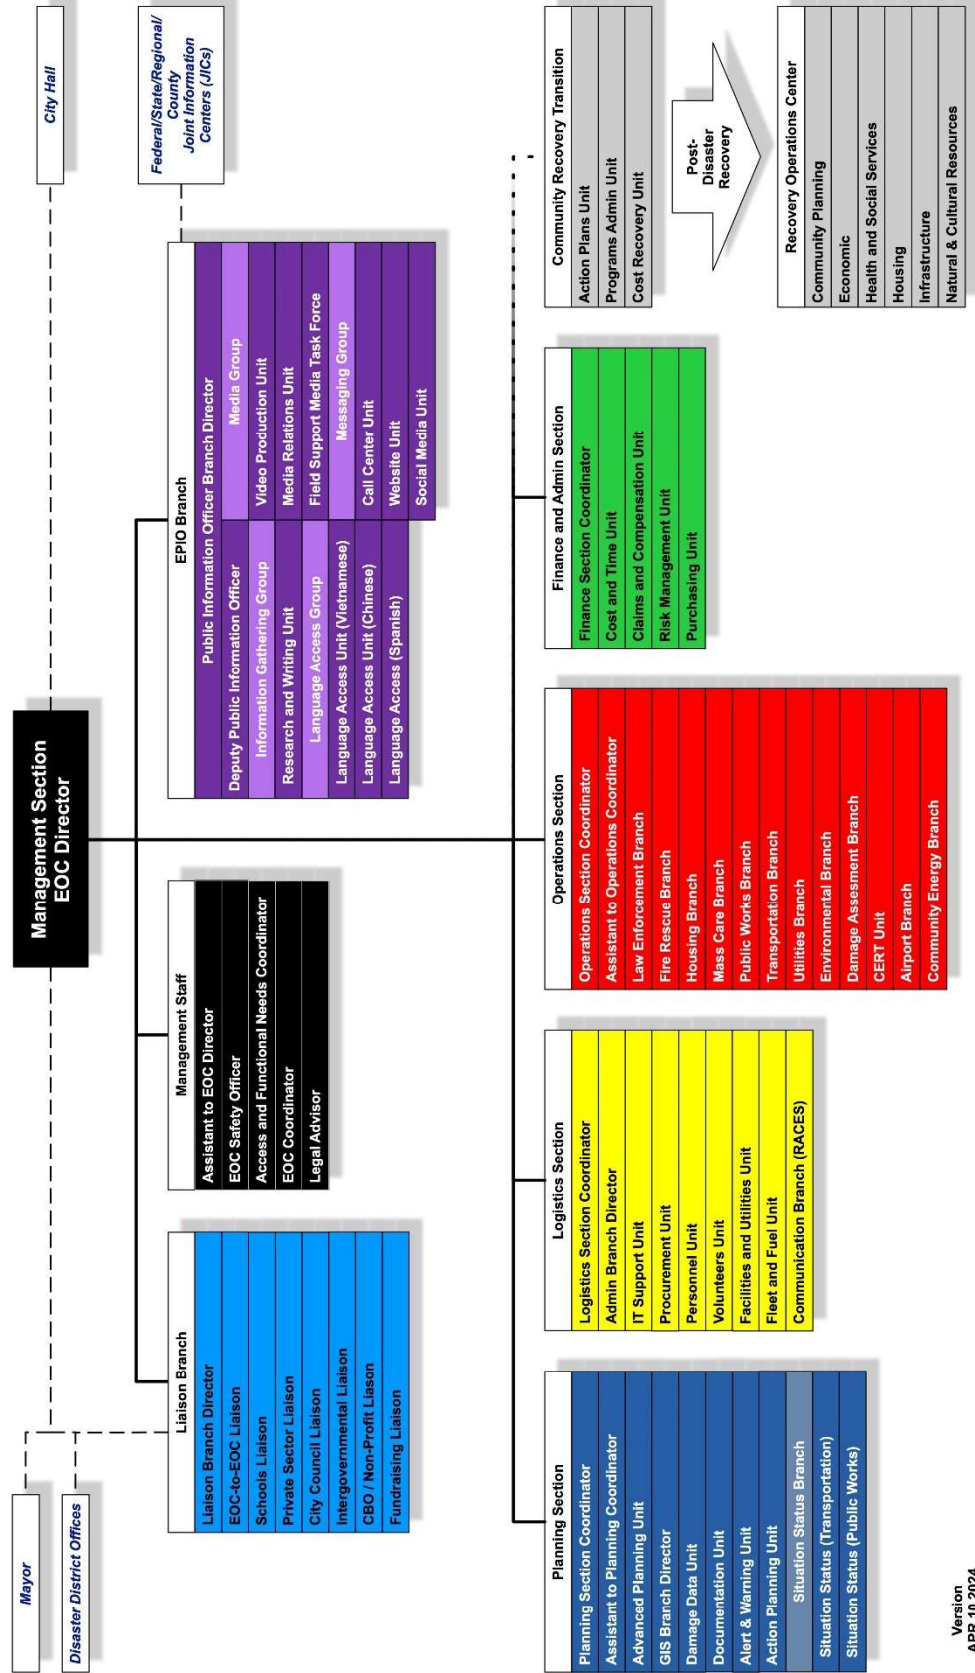 Management Section
EOC Director
Mayor
Disaster District Offices
City Hall
Federal/State/Regional/
County
Joint Information
Centers (JICs)
Liaison Branch
Liaison Branch Director
EOC-to-EOC Liaison
Schools Liaison
Private Sector Liaison
City Council Liaison
Intergovernmental Liaison
CBO / Non-Profit Liason
Fundraising Liaison
Management Staff
Assistant to EOC Director
EOC Safety Officer
Access and Functional Needs Coordinator
EOC Coordinator
Legal Advisor
EPIO Branch
Public Information Officer Branch Director
Deputy Public Information Officer
Information Gathering Group
Research and Writing Unit
Language Access Group
Language Access Unit (Vietnamese)
Language Access Unit (Chinese)
Language Access (Spanish)
Media Group
Video Production Unit
Media Relations Unit
Field Support Media Task Force
Messaging Group
Call Center Unit
Website Unit
Social Media Unit
Planning Section
Planning Section Coordinator
Assistant to Planning Coordinator
Advanced Planning Unit
GIS Branch Director
Damage Data Unit
Documentation Unit
Alert & Warning Unit
Action Planning Unit
Situation Status Branch
Situation Status (Transportation)
Situation Status (Public Works)
Logistics Section
Logistics Section Coordinator
Admin Branch Director
IT Support Unit
Procurement Unit
Personnel Unit
Volunteers Unit
Facilities and Utilities Unit
Fleet and Fuel Unit
Communication Branch (RACES)
Operations Section
Operations Section Coordinator
Assistant to Operations Coordinator
Law Enforcement Branch
Fire Rescue Branch
Housing Branch
Mass Care Branch
Public Works Branch
Transportation Branch
Utilities Branch
Environmental Branch
Damage Assesment Branch
CERT Unit
Airport Branch
Community Energy Branch
Finance and Admin Section
Finance Section Coordinator
Cost and Time Unit
Claims and Compensation Unit
Risk Management Unit
Purchasing Unit
Community Recovery Transition
Action Plans Unit
Programs Admin Unit
Cost Recovery Unit
Post-
Disaster
Recovery
Recovery Operations Center
Community Planning
Economic
Health and Social Services
Housing
Infrastructure
Natural & Cultural Resources
Version
APR 10 2024